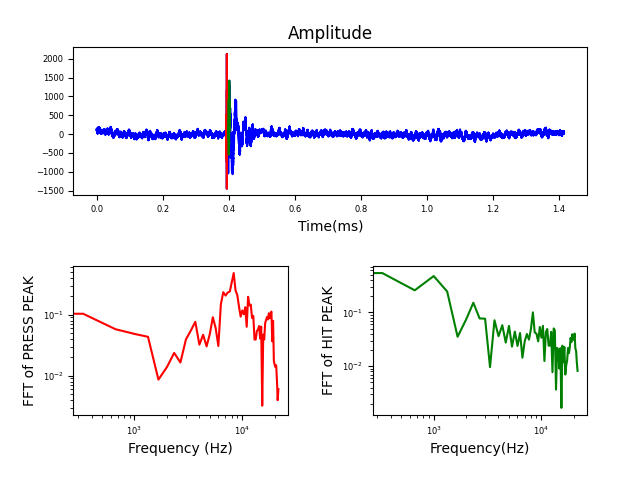 Amplitude
2000
1500
1000
500
0
−500
−1000
−1500
0.0 0.2 0.4 0.6 0.8 1.0 1.2 1.4
Time(ms)
FFT of PRESS PEAK
10⁻¹
10⁻²
10³ 10⁴
Frequency (Hz)
FFT of HIT PEAK
10⁻¹
10⁻²
10³ 10⁴
Frequency(Hz)